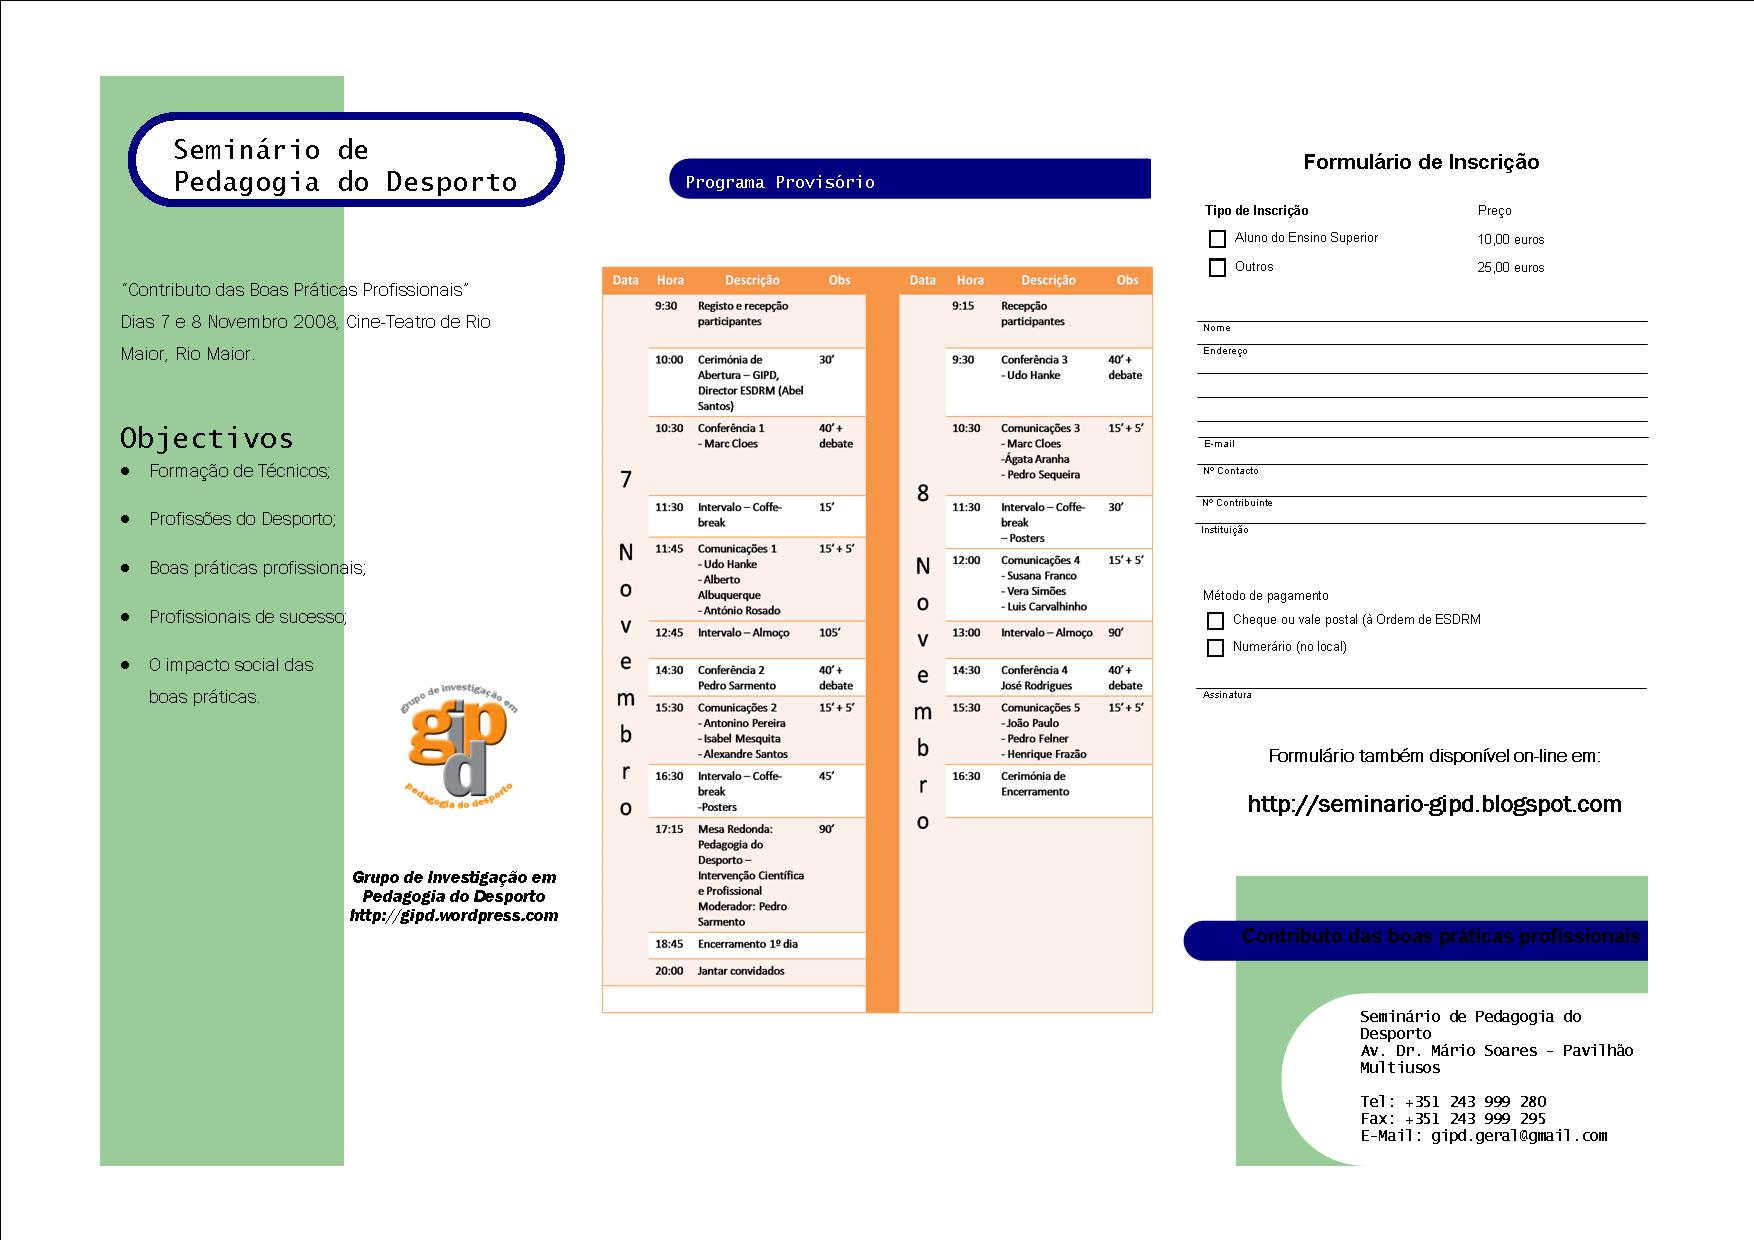 Seminário de
Pedagogia do Desporto
“Contributo das Boas Práticas Profissionais”
Dias 7 e 8 Novembro 2008, Cine-Teatro de Rio
Maior, Rio Maior.
Objectivos
● Formação de Técnicos;
● Profissões do Desporto;
● Boas práticas profissionais;
● Profissionais de sucesso;
● O impacto social das
boas práticas.
grupo de investigação em
gipd
pedagogia do desporto
Grupo de Investigação em
Pedagogia do Desporto
http://gipd.wordpress.com
Programa Provisório
Data Hora Descrição Obs
7 Novembro
9:30 Registo e recepção
participantes
10:00 Cerimónia de 30’
Abertura – GIPD,
Director ESDRM (Abel
Santos)
10:30 Conferência 1 40’ +
- Marc Cloes debate
11:30 Intervalo – Coffe- 15’
break
11:45 Comunicações 1 15’ + 5’
- Udo Hanke
- Alberto
Albuquerque
- António Rosado
12:45 Intervalo – Almoço 105’
14:30 Conferência 2 40’ +
Pedro Sarmento debate
15:30 Comunicações 2 15’ + 5’
- Antonino Pereira
- Isabel Mesquita
- Alexandre Santos
16:30 Intervalo – Coffe- 45’
break
-Posters
17:15 Mesa Redonda: 90’
Pedagogia do
Desporto –
Intervenção Científica
e Profissional
Moderador: Pedro
Sarmento
18:45 Encerramento 1º dia
20:00 Jantar convidados
Data Hora Descrição Obs
8 Novembro
9:15 Recepção
participantes
9:30 Conferência 3 40’ +
- Udo Hanke debate
10:30 Comunicações 3 15’ + 5’
- Marc Cloes
-Ágata Aranha
- Pedro Sequeira
11:30 Intervalo – Coffe- 30’
break
– Posters
12:00 Comunicações 4 15’ + 5’
- Susana Franco
- Vera Simões
- Luis Carvalhinho
13:00 Intervalo – Almoço 90’
14:30 Conferência 4 40’ +
José Rodrigues debate
15:30 Comunicações 5 15’ + 5’
- João Paulo
- Pedro Felner
- Henrique Frazão
16:30 Cerimónia de
Encerramento
Formulário de Inscrição
Tipo de Inscrição Preço
Aluno do Ensino Superior 10,00 euros
Outros 25,00 euros
Nome
Endereço
E-mail
Nº Contacto
Nº Contribuinte
Instituição
Método de pagamento
Cheque ou vale postal (à Ordem de ESDRM
Numerário (no local)
Assinatura
Formulário também disponível on-line em:
http://seminario-gipd.blogspot.com
Contributo das boas práticas profissionais
Seminário de Pedagogia do
Desporto
Av. Dr. Mário Soares - Pavilhão
Multiusos
Tel: +351 243 999 280
Fax: +351 243 999 295
E-Mail: gipd.geral@gmail.com